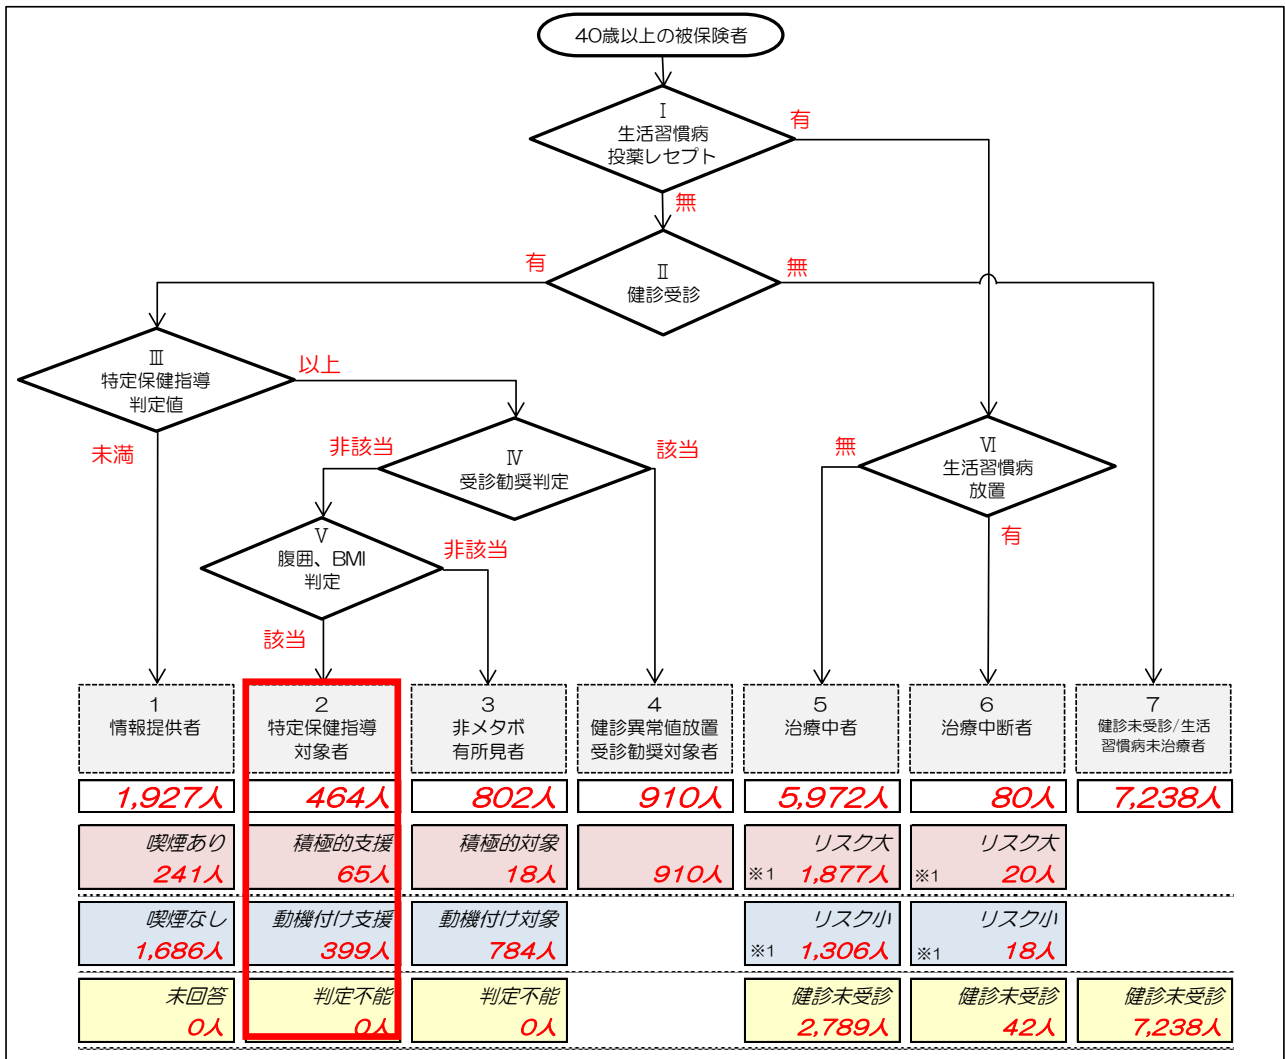 40歳以上の被保険者
Ⅰ
生活習慣病
投薬レセプト
有
無
Ⅱ
健診受診
有
無
Ⅲ
特定保健指導
判定値
以上
未満
Ⅳ
受診勧奨判定
非該当
該当
Ⅴ
腹囲、BMI
判定
非該当
該当
Ⅵ
生活習慣病
放置
無
有
1
情報提供者
2
特定保健指導
対象者
3
非メタボ
有所見者
4
健診異常値放置
受診勧奨対象者
5
治療中者
6
治療中断者
7
健診未受診/生活
習慣病未治療者
1,927人
464人
802人
910人
5,972人
80人
7,238人
喫煙あり
241人
積極的支援
65人
積極的対象
18人
910人
リスク大
※1 1,877人
リスク大
※1 20人
喫煙なし
1,686人
動機付け支援
399人
動機付け対象
784人
リスク小
※1 1,306人
リスク小
※1 18人
未回答
0人
判定不能
0人
判定不能
0人
健診未受診
2,789人
健診未受診
42人
健診未受診
7,238人